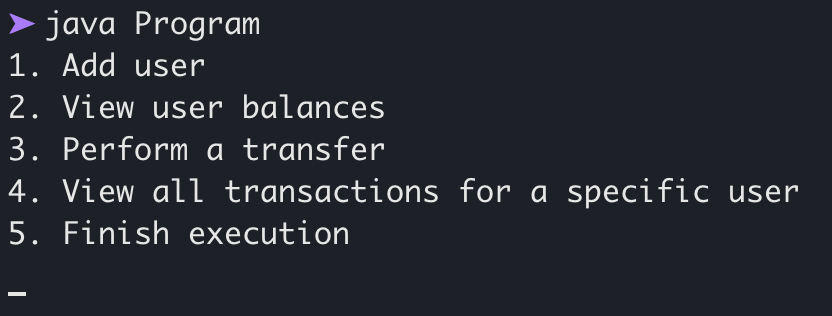 ➤ java Program
1. Add user
2. View user balances
3. Perform a transfer
4. View all transactions for a specific user
5. Finish execution